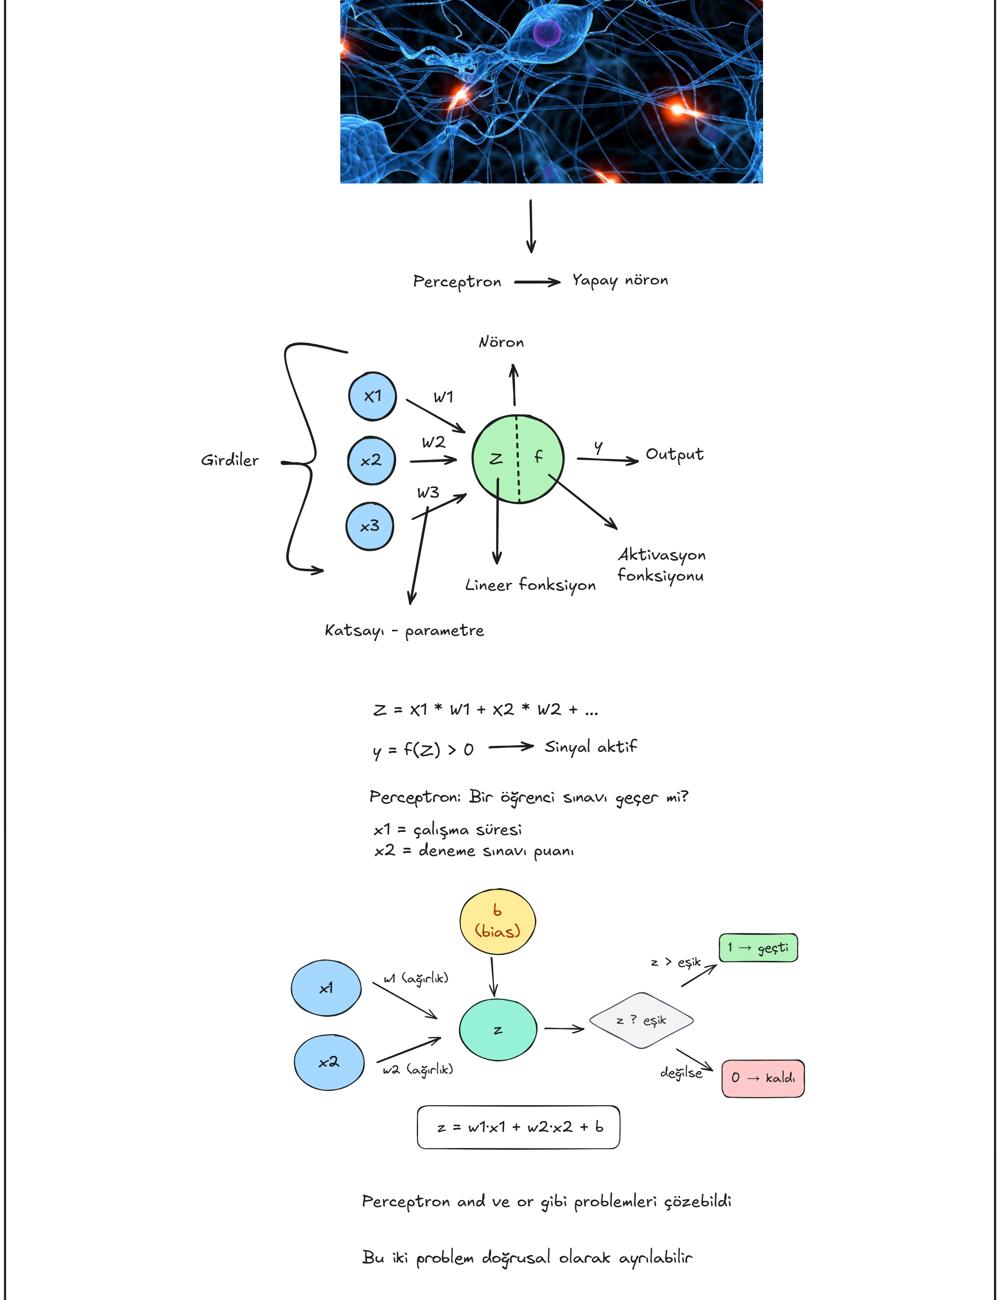 Perceptron → Yapay nöron
Nöron
x1
w1
w2
Girdiler
x2
z
f
y
Output
w3
x3
Aktivasyon
fonksiyonu
Lineer fonksiyon
Katsayı - parametre
Z = x1 * w1 + x2 * w2 + ...
y = f(Z) > 0 → Sinyal aktif
Perceptron: Bir öğrenci sınavı geçer mi?
x1 = çalışma süresi
x2 = deneme sınavı puanı
b
(bias)
1 → geçti
z > eşik
w1 (ağırlık)
x1
z
z ? eşik
x2
w2 (ağırlık)
değilse
0 → kaldı
z = w1·x1 + w2·x2 + b
Perceptron and ve or gibi problemleri çözebildi
Bu iki problem doğrusal olarak ayrılabilir